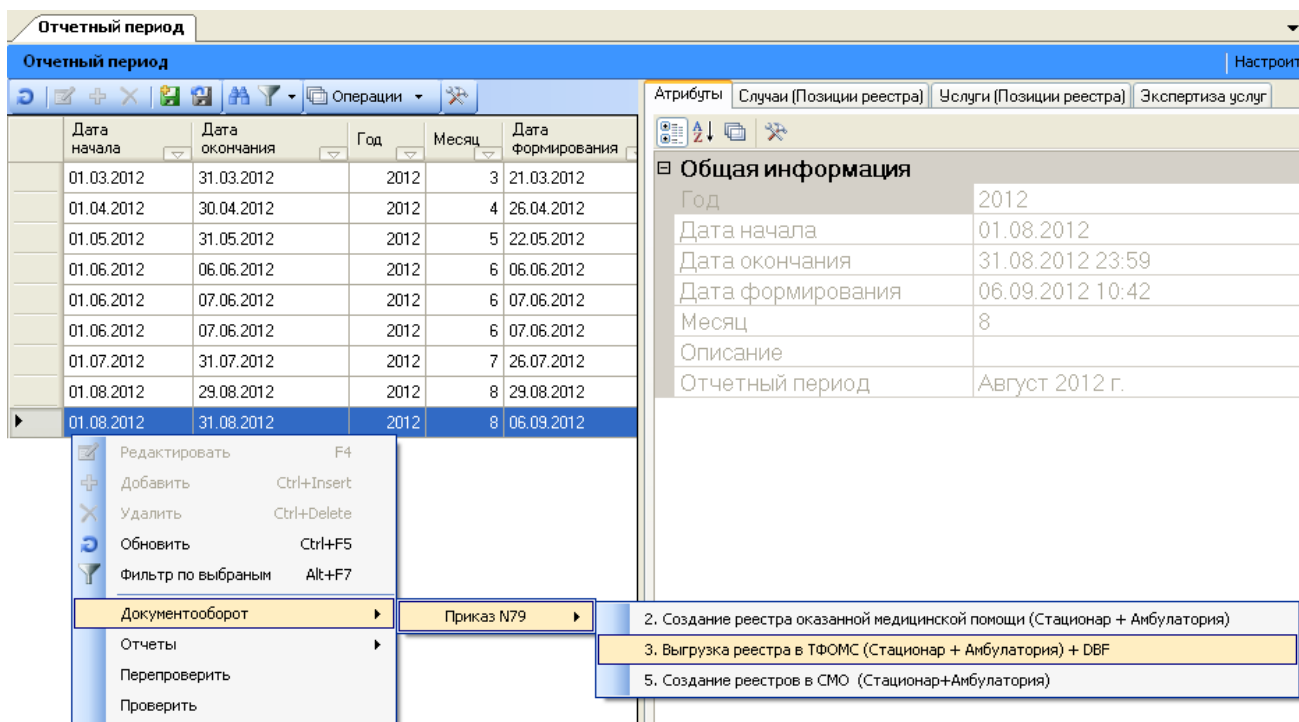 Отчетный период
Отчетный период
Настроит
Операции
Дата начала
Дата окончания
Год
Месяц
Дата формирования
01.03.2012 31.03.2012 2012 3 21.03.2012
01.04.2012 30.04.2012 2012 4 26.04.2012
01.05.2012 31.05.2012 2012 5 22.05.2012
01.06.2012 06.06.2012 2012 6 06.06.2012
01.06.2012 07.06.2012 2012 6 07.06.2012
01.06.2012 07.06.2012 2012 6 07.06.2012
01.07.2012 31.07.2012 2012 7 26.07.2012
01.08.2012 29.08.2012 2012 8 29.08.2012
01.08.2012 31.08.2012 2012 8 06.09.2012
Редактировать F4
Добавить Ctrl+Insert
Удалить Ctrl+Delete
Обновить Ctrl+F5
Фильтр по выбраным Alt+F7
Документооборот
Отчеты
Перепроверить
Проверить
Приказ N79
2. Создание реестра оказанной медицинской помощи (Стационар + Амбулатория)
3. Выгрузка реестра в ТФОМС (Стационар + Амбулатория) + DBF
5. Создание реестров в СМО (Стационар+Амбулатория)
Атрибуты Случаи (Позиции реестра) Услуги (Позиции реестра) Экспертиза услуг
Общая информация
Год 2012
Дата начала 01.08.2012
Дата окончания 31.08.2012 23:59
Дата формирования 06.09.2012 10:42
Месяц 8
Описание
Отчетный период Август 2012 г.